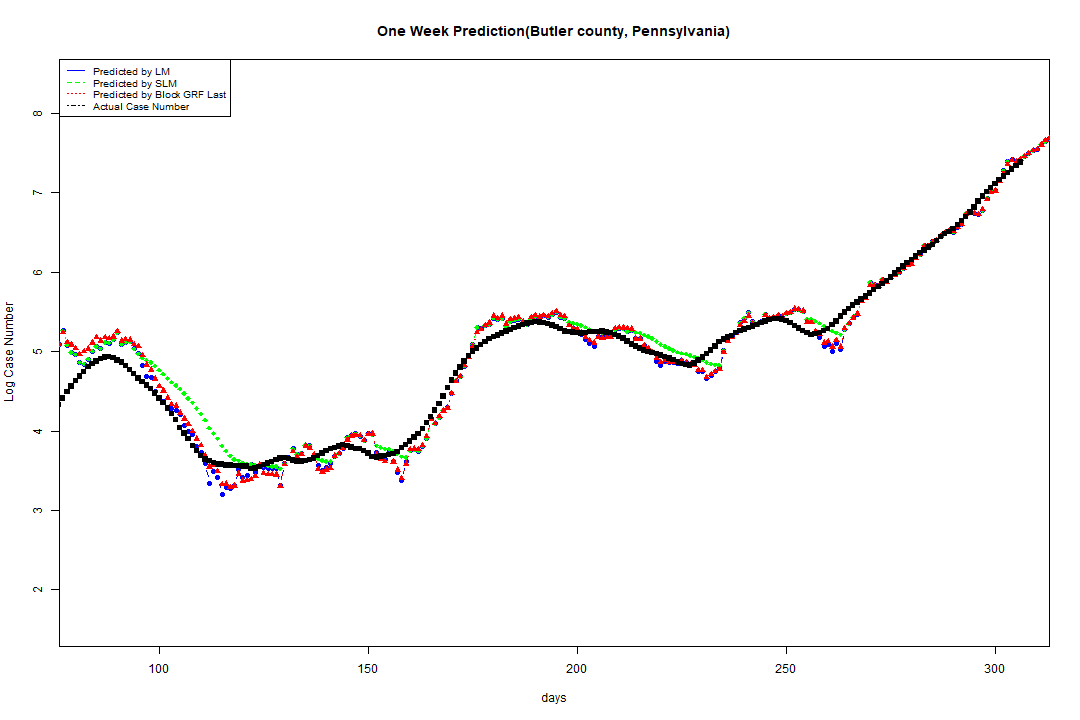 One Week Prediction(Butler county, Pennsylvania)
Predicted by LM
Predicted by SLM
Predicted by Block GRF Last
Actual Case Number
Log Case Number
8
7
6
5
4
3
2
100 150 200 250 300
days